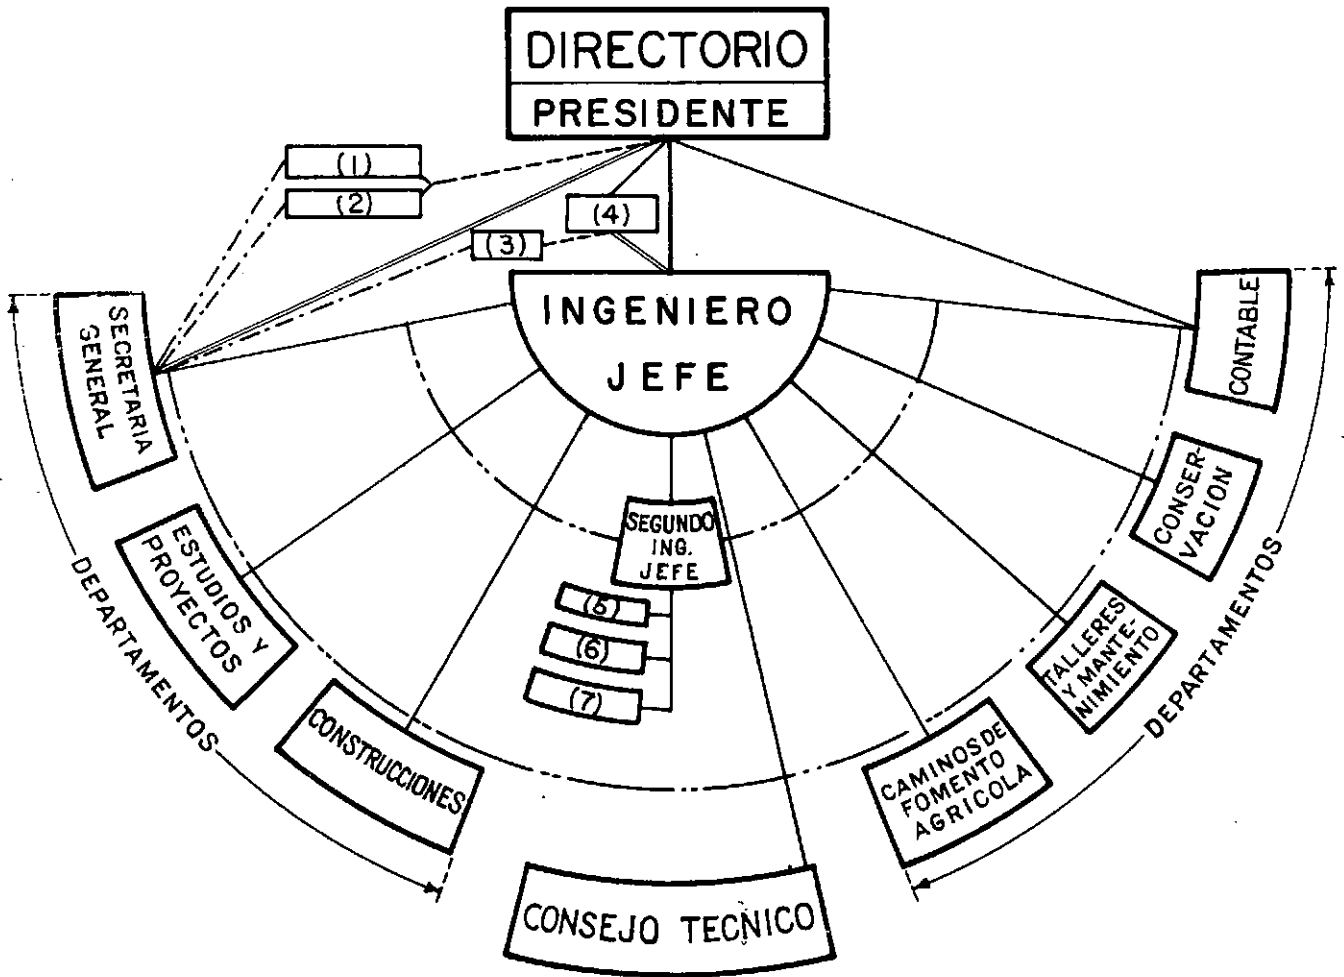 DIRECTORIO
PRESIDENTE
(1)
(2)
(3)
(4)
INGENIERO
JEFE
SECRETARIA
GENERAL
CONTABLE
CONSER-
VACION
SEGUNDO
ING.
JEFE
ESTUDIOS Y
PROYECTOS
(5)
(6)
(7)
TALLERES
Y MANTE-
NIMIENTO
DEPARTAMENTOS
DEPARTAMENTOS
CONSTRUCCIONES
CAMINOS DE
FOMENTO
AGRICOLA
CONSEJO TECNICO